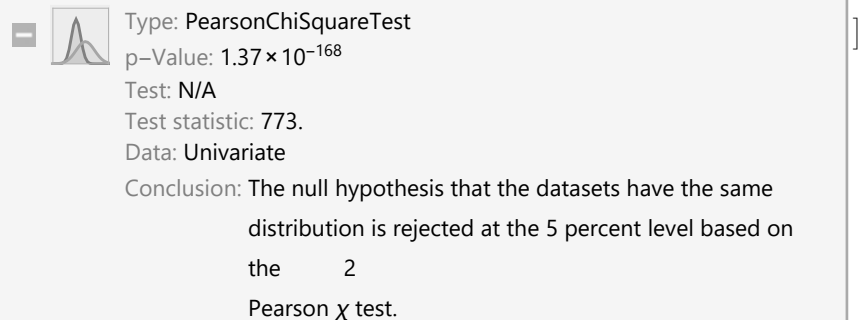 Type: PearsonChiSquareTest
p–Value: 1.37×10⁻¹⁶⁸
Test: N/A
Test statistic: 773.
Data: Univariate
Conclusion: The null hypothesis that the datasets have the same
distribution is rejected at the 5 percent level based on
the 2
Pearson χ test.
]